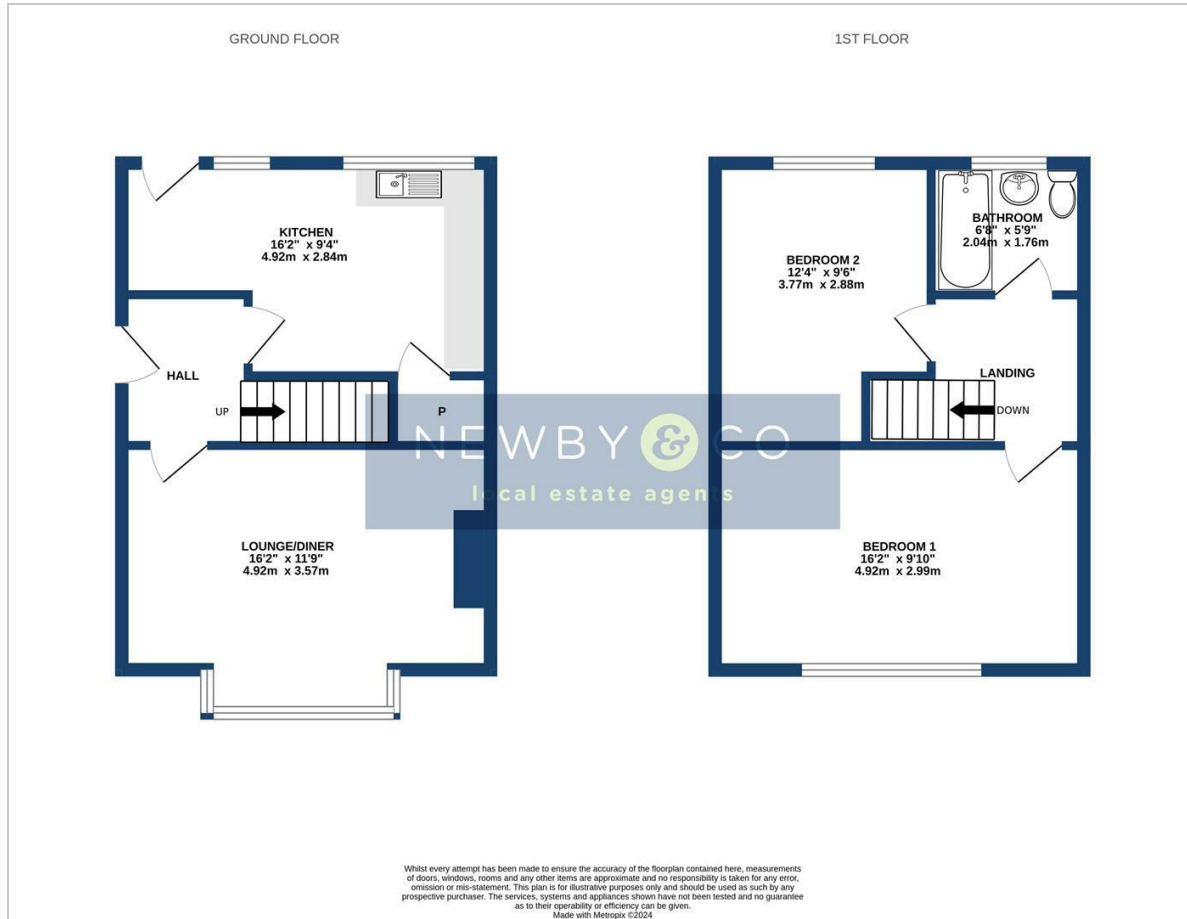 GROUND FLOOR
1ST FLOOR
KITCHEN
16'2" x 9'4"
4.92m x 2.84m
HALL
UP
P
LOUNGE/DINER
16'2" x 11'9"
4.92m x 3.57m
BEDROOM 2
12'4" x 9'6"
3.77m x 2.88m
BATHROOM
6'8" x 5'9"
2.04m x 1.76m
LANDING
DOWN
BEDROOM 1
16'2" x 9'10"
4.92m x 2.99m
NEWBY & CO
local estate agents
Whilst every attempt has been made to ensure the accuracy of the floorplan contained here, measurements
of doors, windows, rooms and any other items are approximate and no responsibility is taken for any error,
omission or mis-statement. This plan is for illustrative purposes only and should be used as such by any
prospective purchaser. The services, systems and appliances shown have not been tested and no guarantee
as to their operability or efficiency can be given.
Made with Metropix ©2024